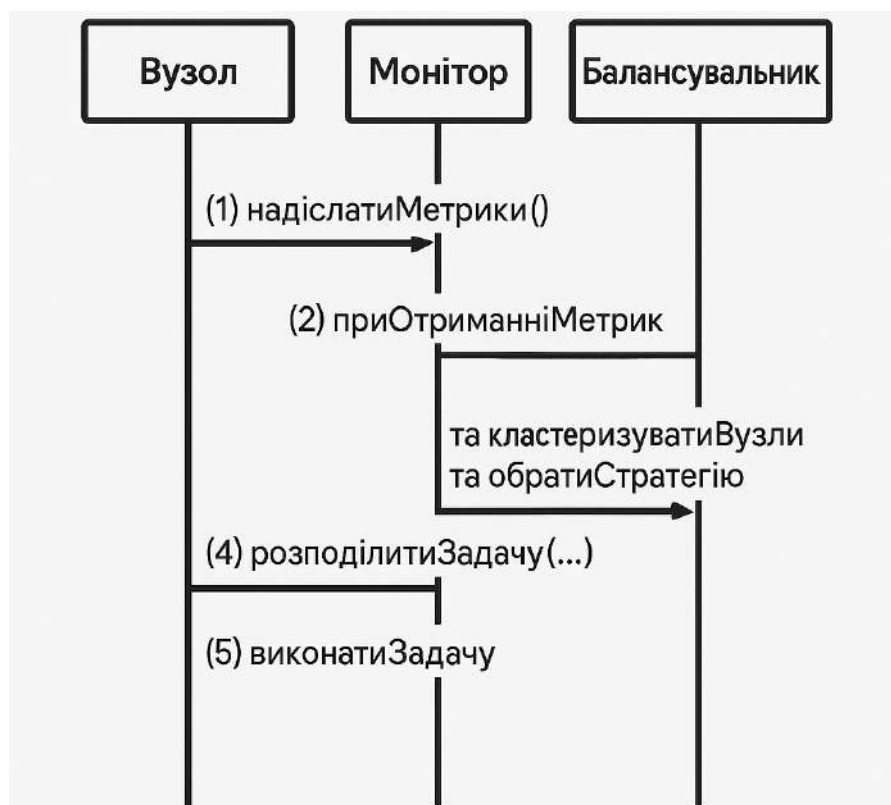 Вузол
Монітор
Балансувальник
(1) надіслатиМетрики()
(2) приОтриманніМетрик
та кластеризуватиВузли
та обратиСтратегію
(4) розподілитиЗадачу(...)
(5) виконатиЗадачу